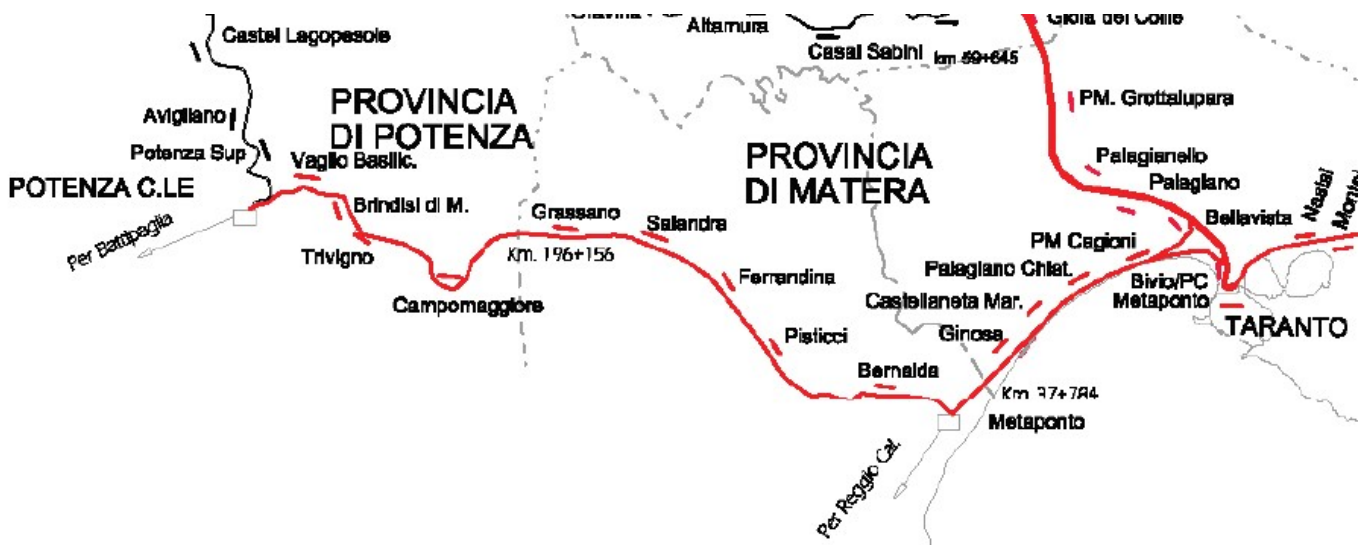 Altamura
Gioia del Colle
Castel Lagopesole
Casal Sabini
km 59+645
PROVINCIA
DI POTENZA
PM. Grottalupara
Avigliano
Potenza Sup
Vaglio Basilic.
PROVINCIA
DI MATERA
Palagianello
Palagiano
POTENZA C.LE
Brindisi di M.
Grassano
Salandra
Bellavista
Nasisi
Per Battipaglia
Trivigno
Km. 196+156
PM Cagioni
Ferrandina
Palagiano Chiat.
Campomaggiore
Castellaneta Mar.
Bivio/PC
Metaponto
Pisticci
Ginosa
TARANTO
Bernalda
Km. 37+784
Metaponto
Per Reggio Cal.